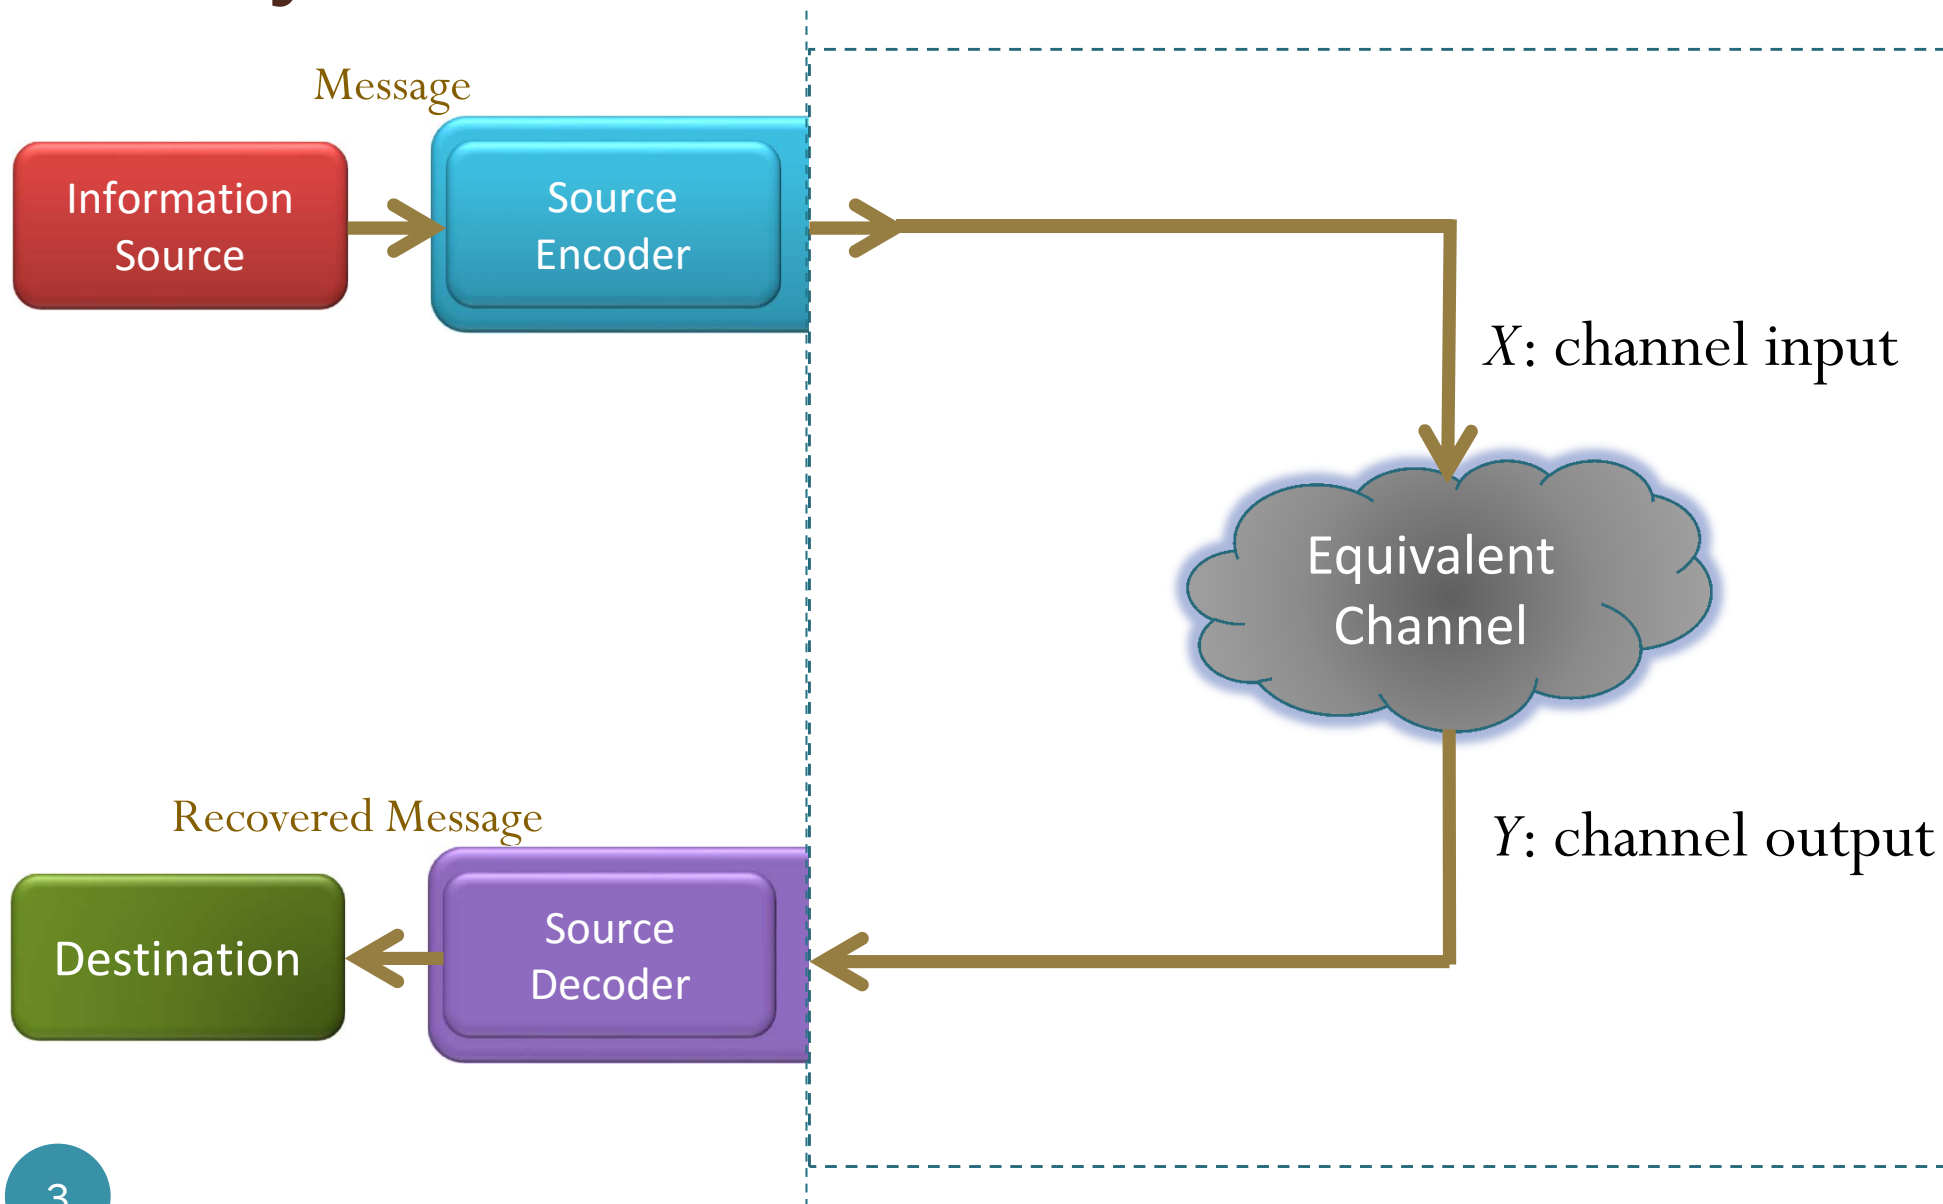 Message
Information
Source
Source
Encoder
X: channel input
Equivalent
Channel
Recovered Message
Y: channel output
Destination
Source
Decoder
3